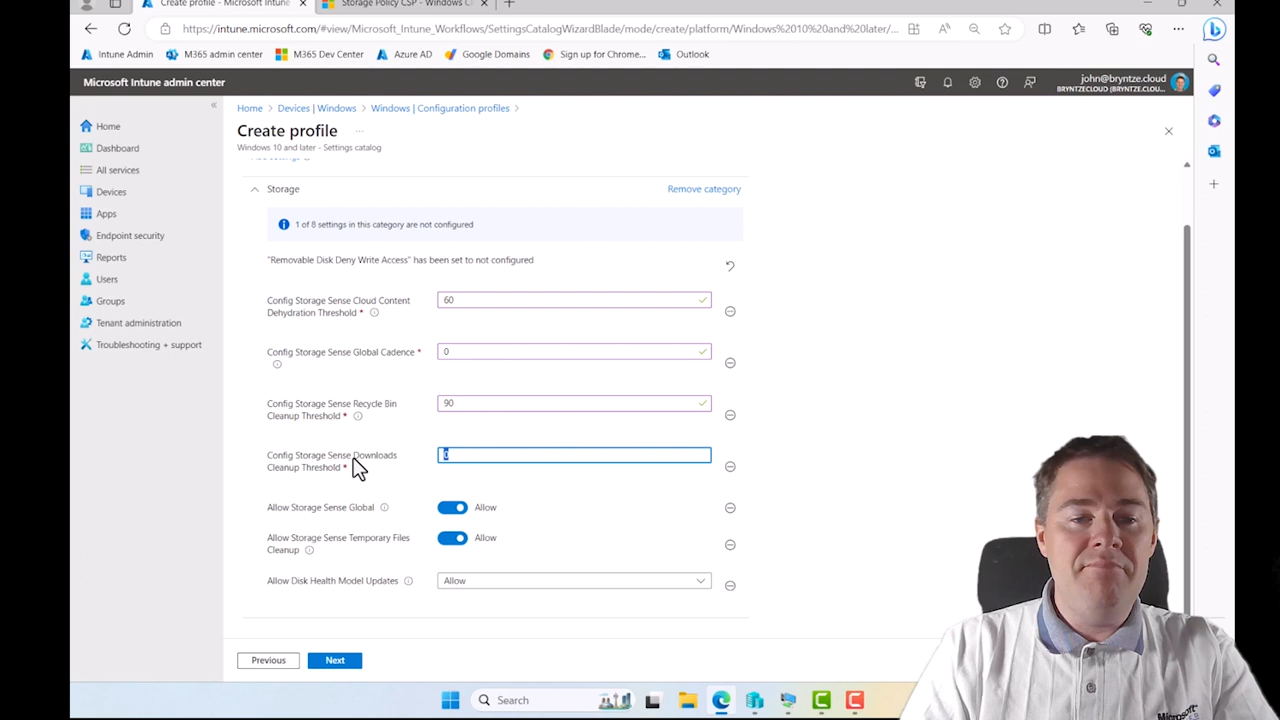 Create profile - Microsoft Intune
Storage Policy CSP - Windows Cl
https://intune.microsoft.com/#view/Microsoft_Intune_Workflows/SettingsCatalogWizardBlade/mode/create/platform/Windows%2010%20and%20later/...
Intune Admin
M365 admin center
M365 Dev Center
Azure AD
Google Domains
Sign up for Chrome...
Outlook
Microsoft Intune admin center
john@bryntze.cloud
BRYNTZECLOUD (BRYNTZE.CLOU...
Home
Dashboard
All services
Devices
Apps
Endpoint security
Reports
Users
Groups
Tenant administration
Troubleshooting + support
Home > Devices | Windows > Windows | Configuration profiles >
Create profile ...
Windows 10 and later - Settings catalog
Storage
Remove category
1 of 8 settings in this category are not configured
"Removable Disk Deny Write Access" has been set to not configured
Config Storage Sense Cloud Content
Dehydration Threshold *
60
Config Storage Sense Global Cadence *
0
Config Storage Sense Recycle Bin
Cleanup Threshold *
90
Config Storage Sense Downloads
Cleanup Threshold *
0
Allow Storage Sense Global
Allow
Allow Storage Sense Temporary Files
Cleanup
Allow
Allow Disk Health Model Updates
Allow
Previous
Next
Search
Microsoft